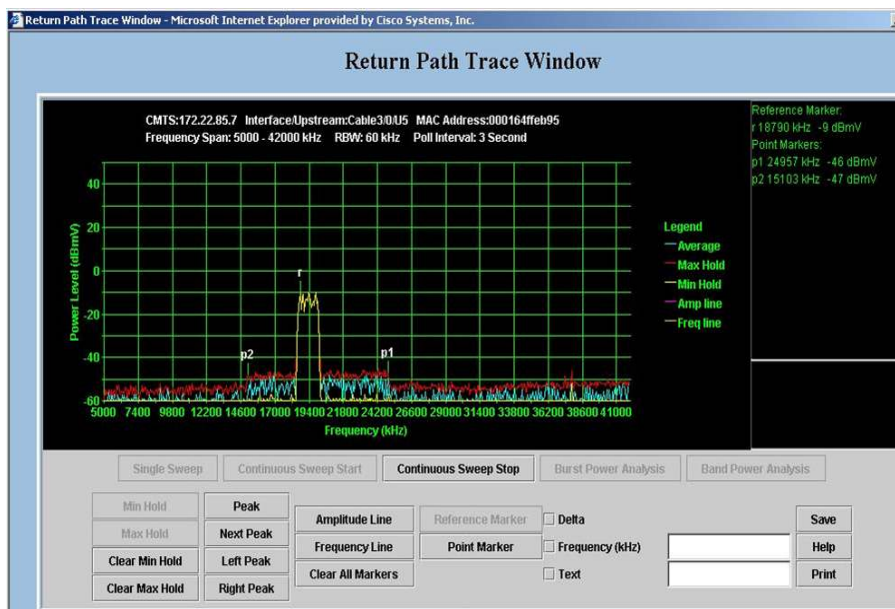 Return Path Trace Window - Microsoft Internet Explorer provided by Cisco Systems, Inc.
Return Path Trace Window
CMTS:172.22.85.7 Interface/Upstream:Cable3/0/U5 MAC Address:000164ffeb95
Frequency Span: 5000 - 42000 kHz RBW: 60 kHz Poll Interval: 3 Second
Reference Marker:
r 18790 kHz -9 dBmV
Point Markers:
p1 24957 kHz -46 dBmV
p2 15103 kHz -47 dBmV
Power Level (dBmV)
40
20
0
-20
-40
-60
r
p2
p1
5000 7400 9800 12200 14600 17000 19400 21800 24200 26600 29000 31400 33800 36200 38600 41000
Frequency (kHz)
Legend
Average
Max Hold
Min Hold
Amp line
Freq line
Single Sweep
Continuous Sweep Start
Continuous Sweep Stop
Burst Power Analysis
Band Power Analysis
Min Hold
Max Hold
Clear Min Hold
Clear Max Hold
Peak
Next Peak
Left Peak
Right Peak
Amplitude Line
Frequency Line
Clear All Markers
Reference Marker
Point Marker
Delta
Frequency (kHz)
Text
Save
Help
Print